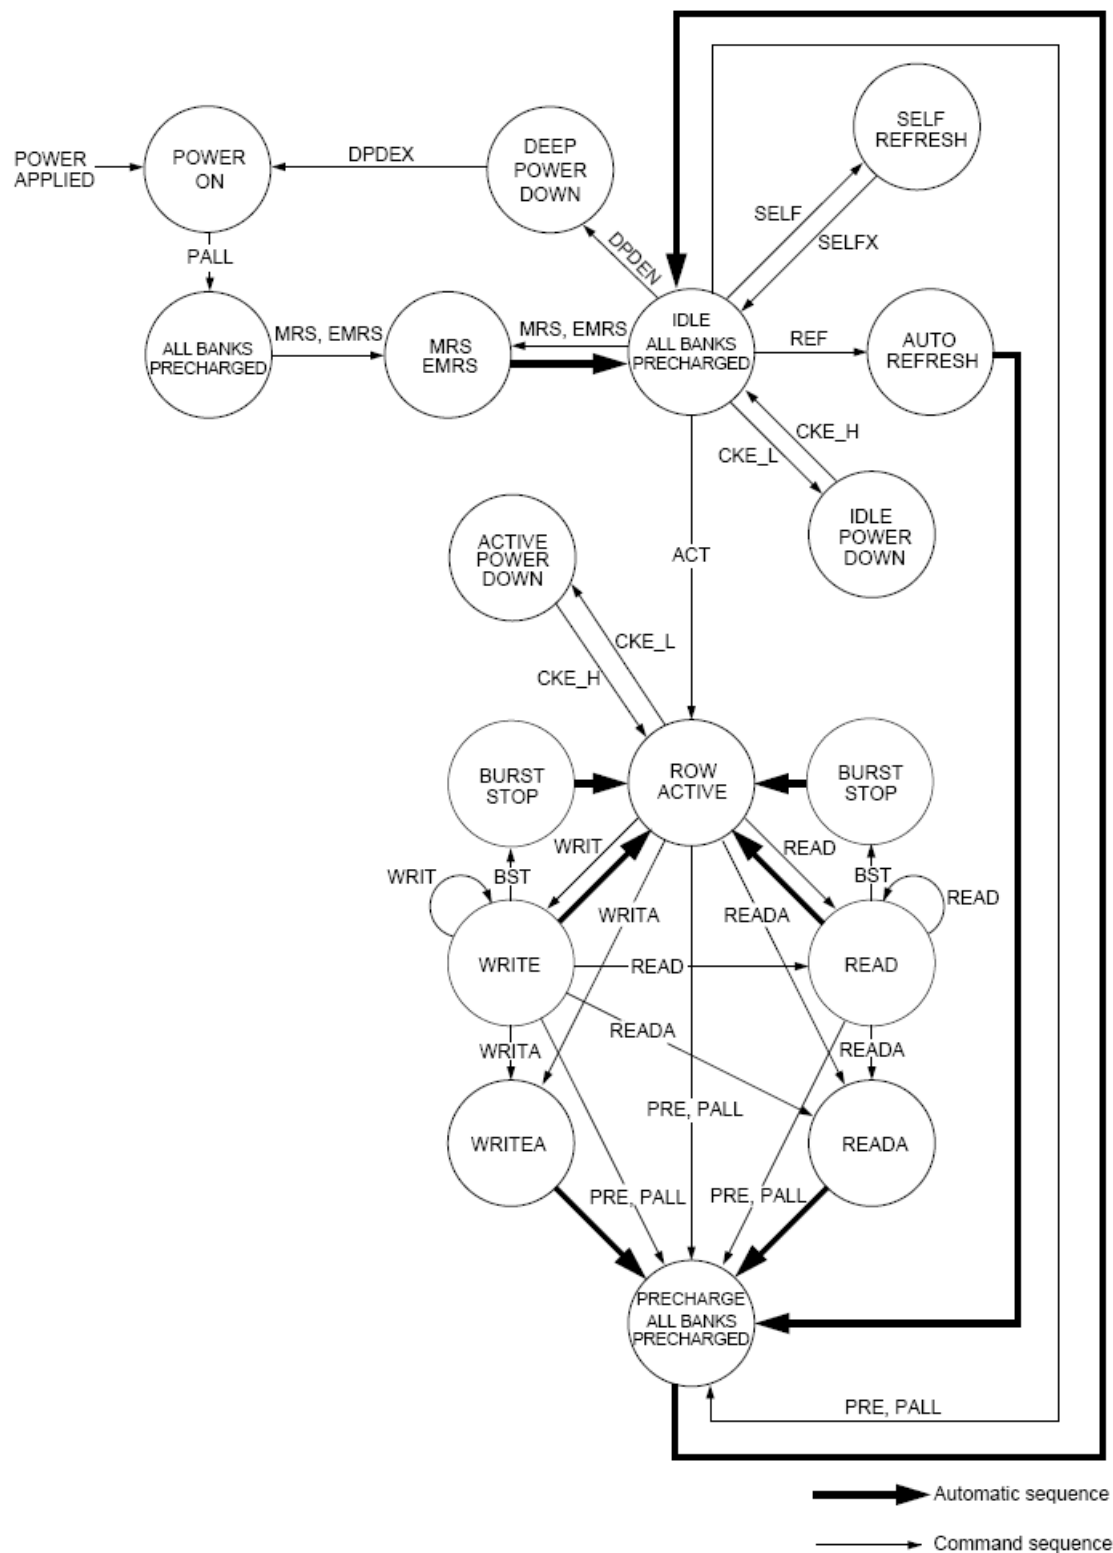 SELF
REFRESH
DEEP
POWER
DOWN
POWER
ON
DPDEX
POWER
APPLIED
SELF
SELFX
DPDEN
PALL
IDLE
ALL BANKS
PRECHARGED
MRS, EMRS
MRS, EMRS
REF
AUTO
REFRESH
ALL BANKS
PRECHARGED
MRS
EMRS
CKE_H
CKE_L
IDLE
POWER
DOWN
ACTIVE
POWER
DOWN
ACT
CKE_L
CKE_H
BURST
STOP
ROW
ACTIVE
BURST
STOP
WRIT
READ
WRIT
BST
BST
READ
WRITA
READA
WRITE
READ
READ
READA
WRITA
READA
PRE, PALL
WRITEA
READA
PRE, PALL
PRE, PALL
PRECHARGE
ALL BANKS
PRECHARGED
PRE, PALL
Automatic sequence
Command sequence